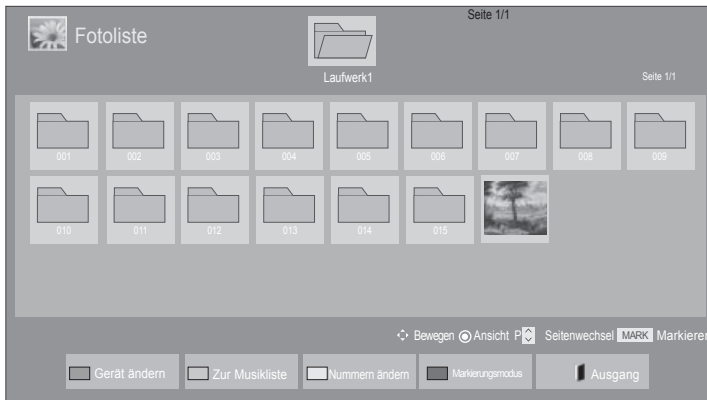 Seite 1/1
Fotoliste
Laufwerk1
Seite 1/1
001 002 003 004 005 006 007 008 009
010 011 012 013 014 015
Bewegen Ansicht P Seitenwechsel MARK Markieren
Gerät ändern Zur Musikliste Nummern ändern Markierungsmodus Ausgang